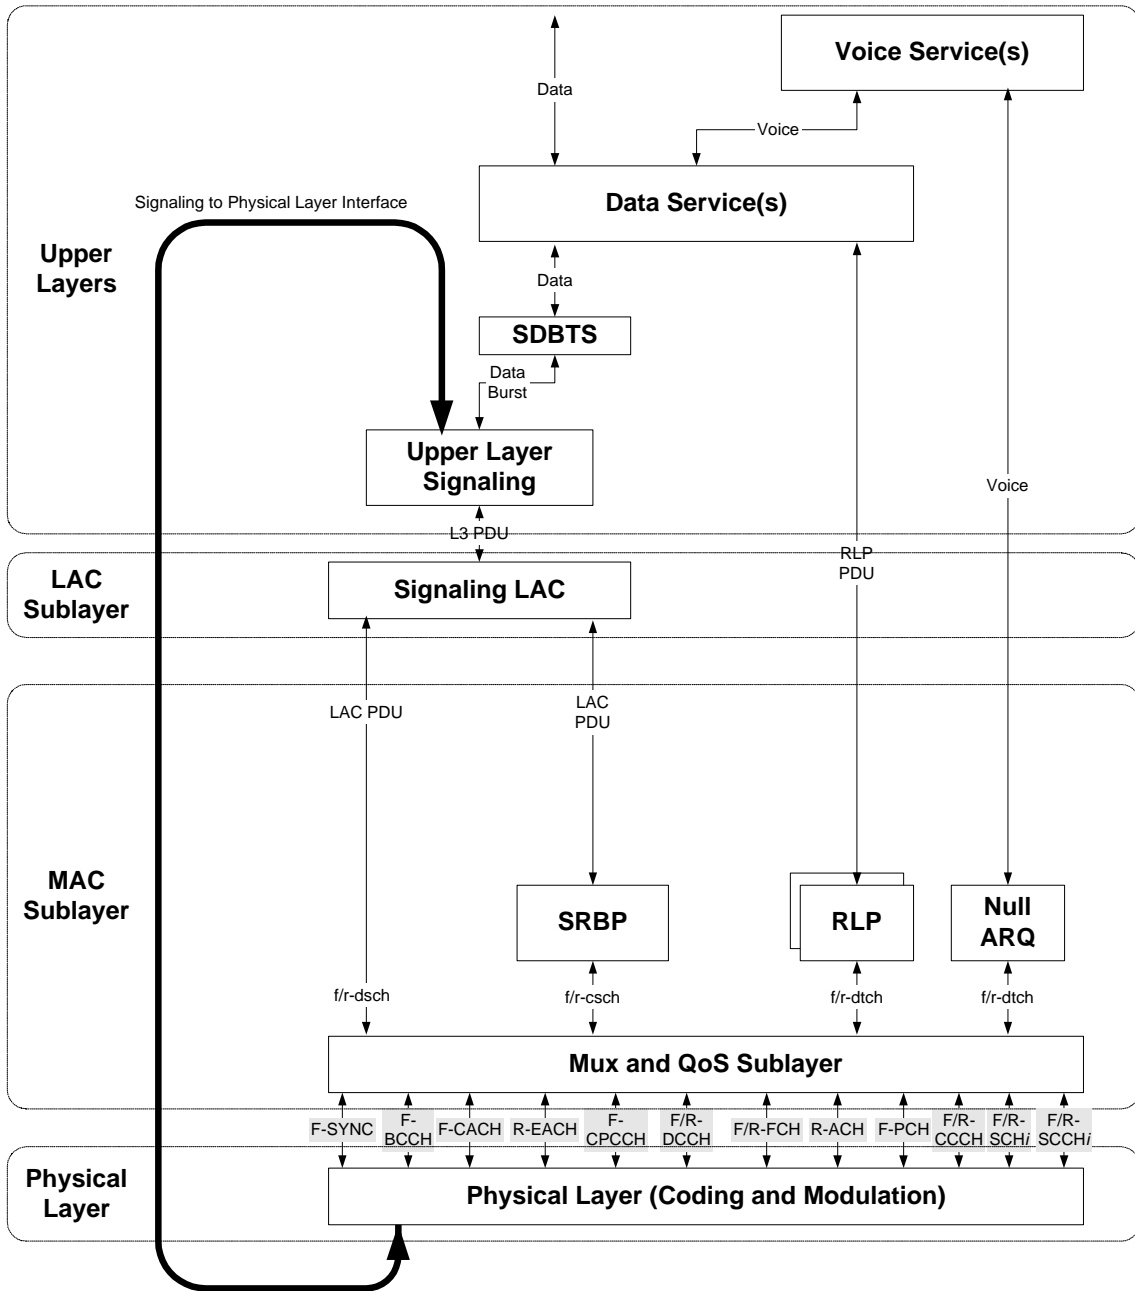 Voice Service(s)
Data
Voice
Signaling to Physical Layer Interface
Data Service(s)
Upper
Layers
Data
SDBTS
Data
Burst
Upper Layer
Signaling
Voice
L3 PDU
RLP
PDU
LAC
Sublayer
Signaling LAC
LAC PDU
LAC
PDU
MAC
Sublayer
SRBP
RLP
Null
ARQ
f/r-dsch
f/r-csch
f/r-dtch
f/r-dtch
Mux and QoS Sublayer
F-SYNC
F-
BCCH
F-CACH
R-EACH
F-
CPCCH
F/R-
DCCH
F/R-FCH
R-ACH
F-PCH
F/R-
CCCH
F/R-
SCHi
F/R-
SCCHi
Physical
Layer
Physical Layer (Coding and Modulation)